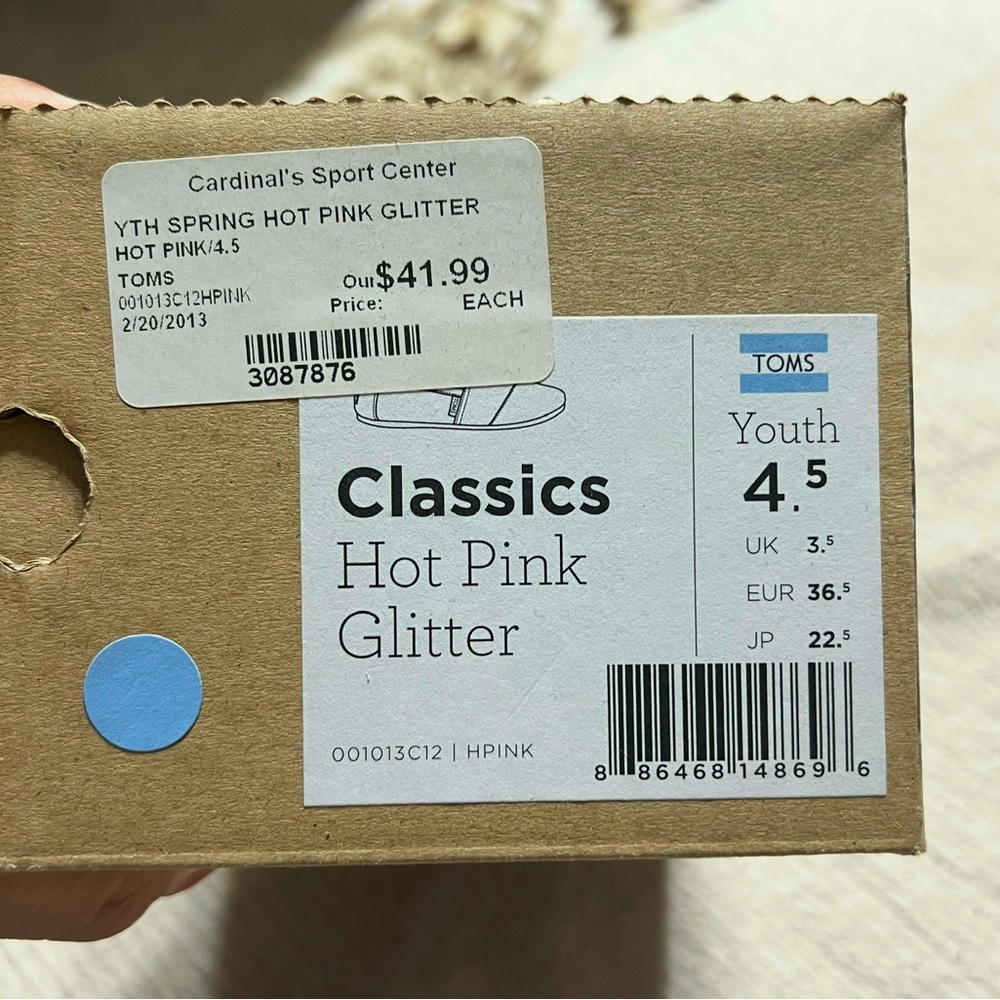 Cardinal's Sport Center
YTH SPRING HOT PINK GLITTER
HOT PINK/4.5
TOMS
001013C12HPINK
2/20/2013
Our $41.99
Price: EACH
3087876
TOMS
Youth
4.5
UK 3.5
EUR 36.5
JP 22.5
Classics
Hot Pink
Glitter
001013C12 | HPINK
8 86468 14869 6